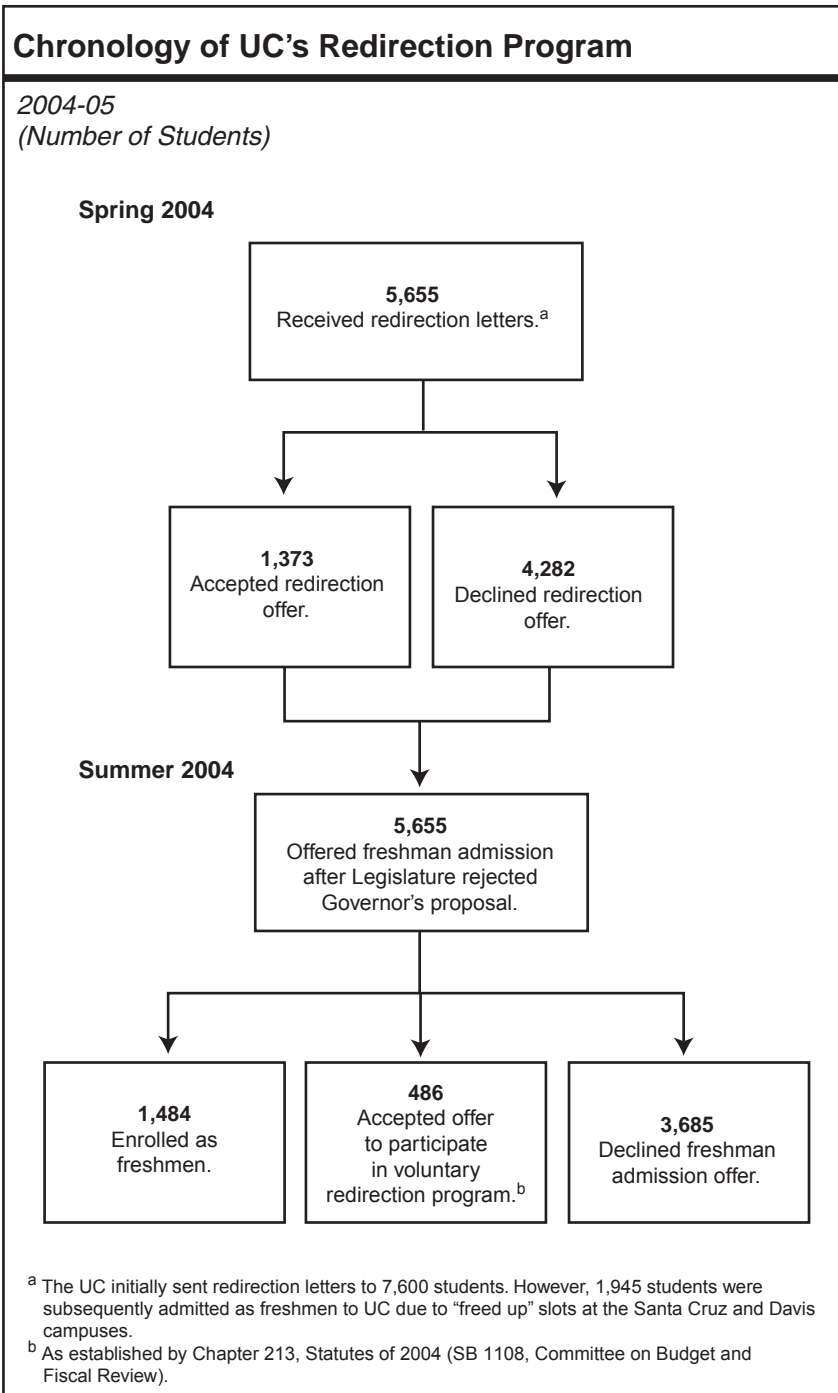 Chronology of UC’s Redirection Program
2004-05
(Number of Students)
Spring 2004
5,655
Received redirection letters.a
1,373
Accepted redirection
offer.
4,282
Declined redirection
offer.
Summer 2004
5,655
Offered freshman admission
after Legislature rejected
Governor’s proposal.
1,484
Enrolled as
freshmen.
486
Accepted offer
to participate
in voluntary
redirection program.b
3,685
Declined freshman
admission offer.
a The UC initially sent redirection letters to 7,600 students. However, 1,945 students were
subsequently admitted as freshmen to UC due to “freed up” slots at the Santa Cruz and Davis
campuses.
b As established by Chapter 213, Statutes of 2004 (SB 1108, Committee on Budget and
Fiscal Review).